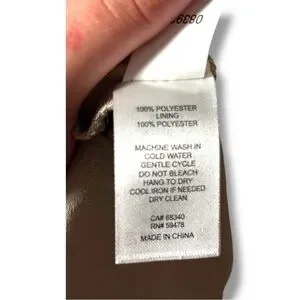 100% POLYESTER
LINING
100% POLYESTER
MACHINE WASH IN
COLD WATER
GENTLE CYCLE
DO NOT BLEACH
HANG TO DRY
COOL IRON IF NEEDED
DRY CLEAN
CA# 65340
RN# 59478
MADE IN CHINA